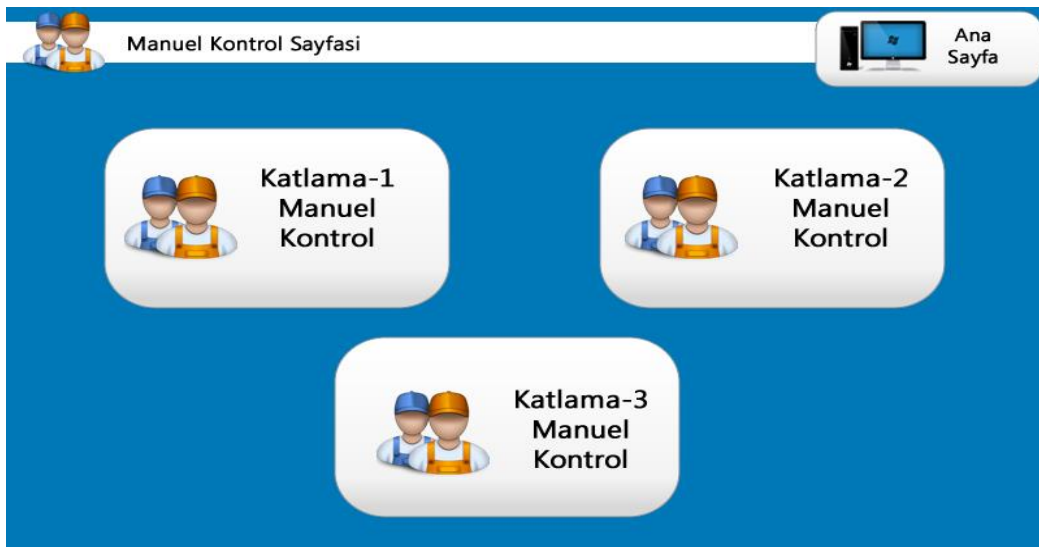 Manuel Kontrol Sayfasi
Ana
Sayfa
Katlama-1
Manuel
Kontrol
Katlama-2
Manuel
Kontrol
Katlama-3
Manuel
Kontrol